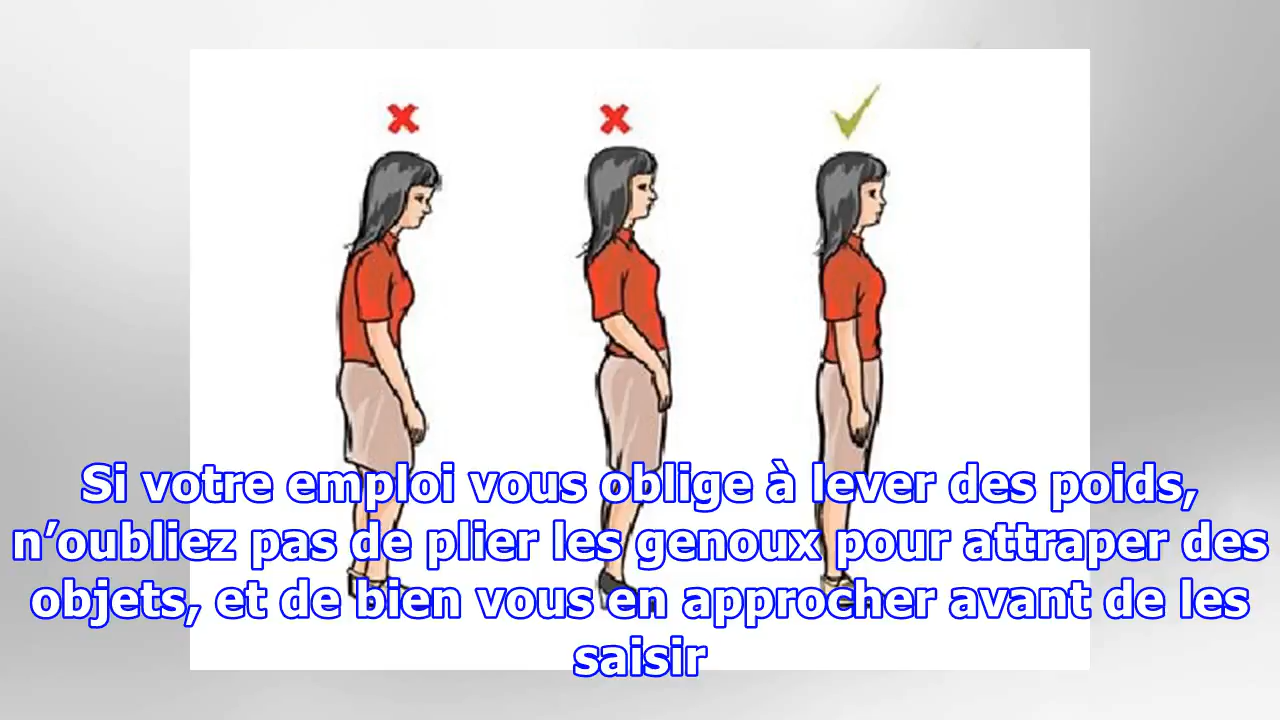 Si votre emploi vous oblige à lever des poids,
n’oubliez pas de plier les genoux pour attraper des
objets, et de bien vous en approcher avant de les
saisir